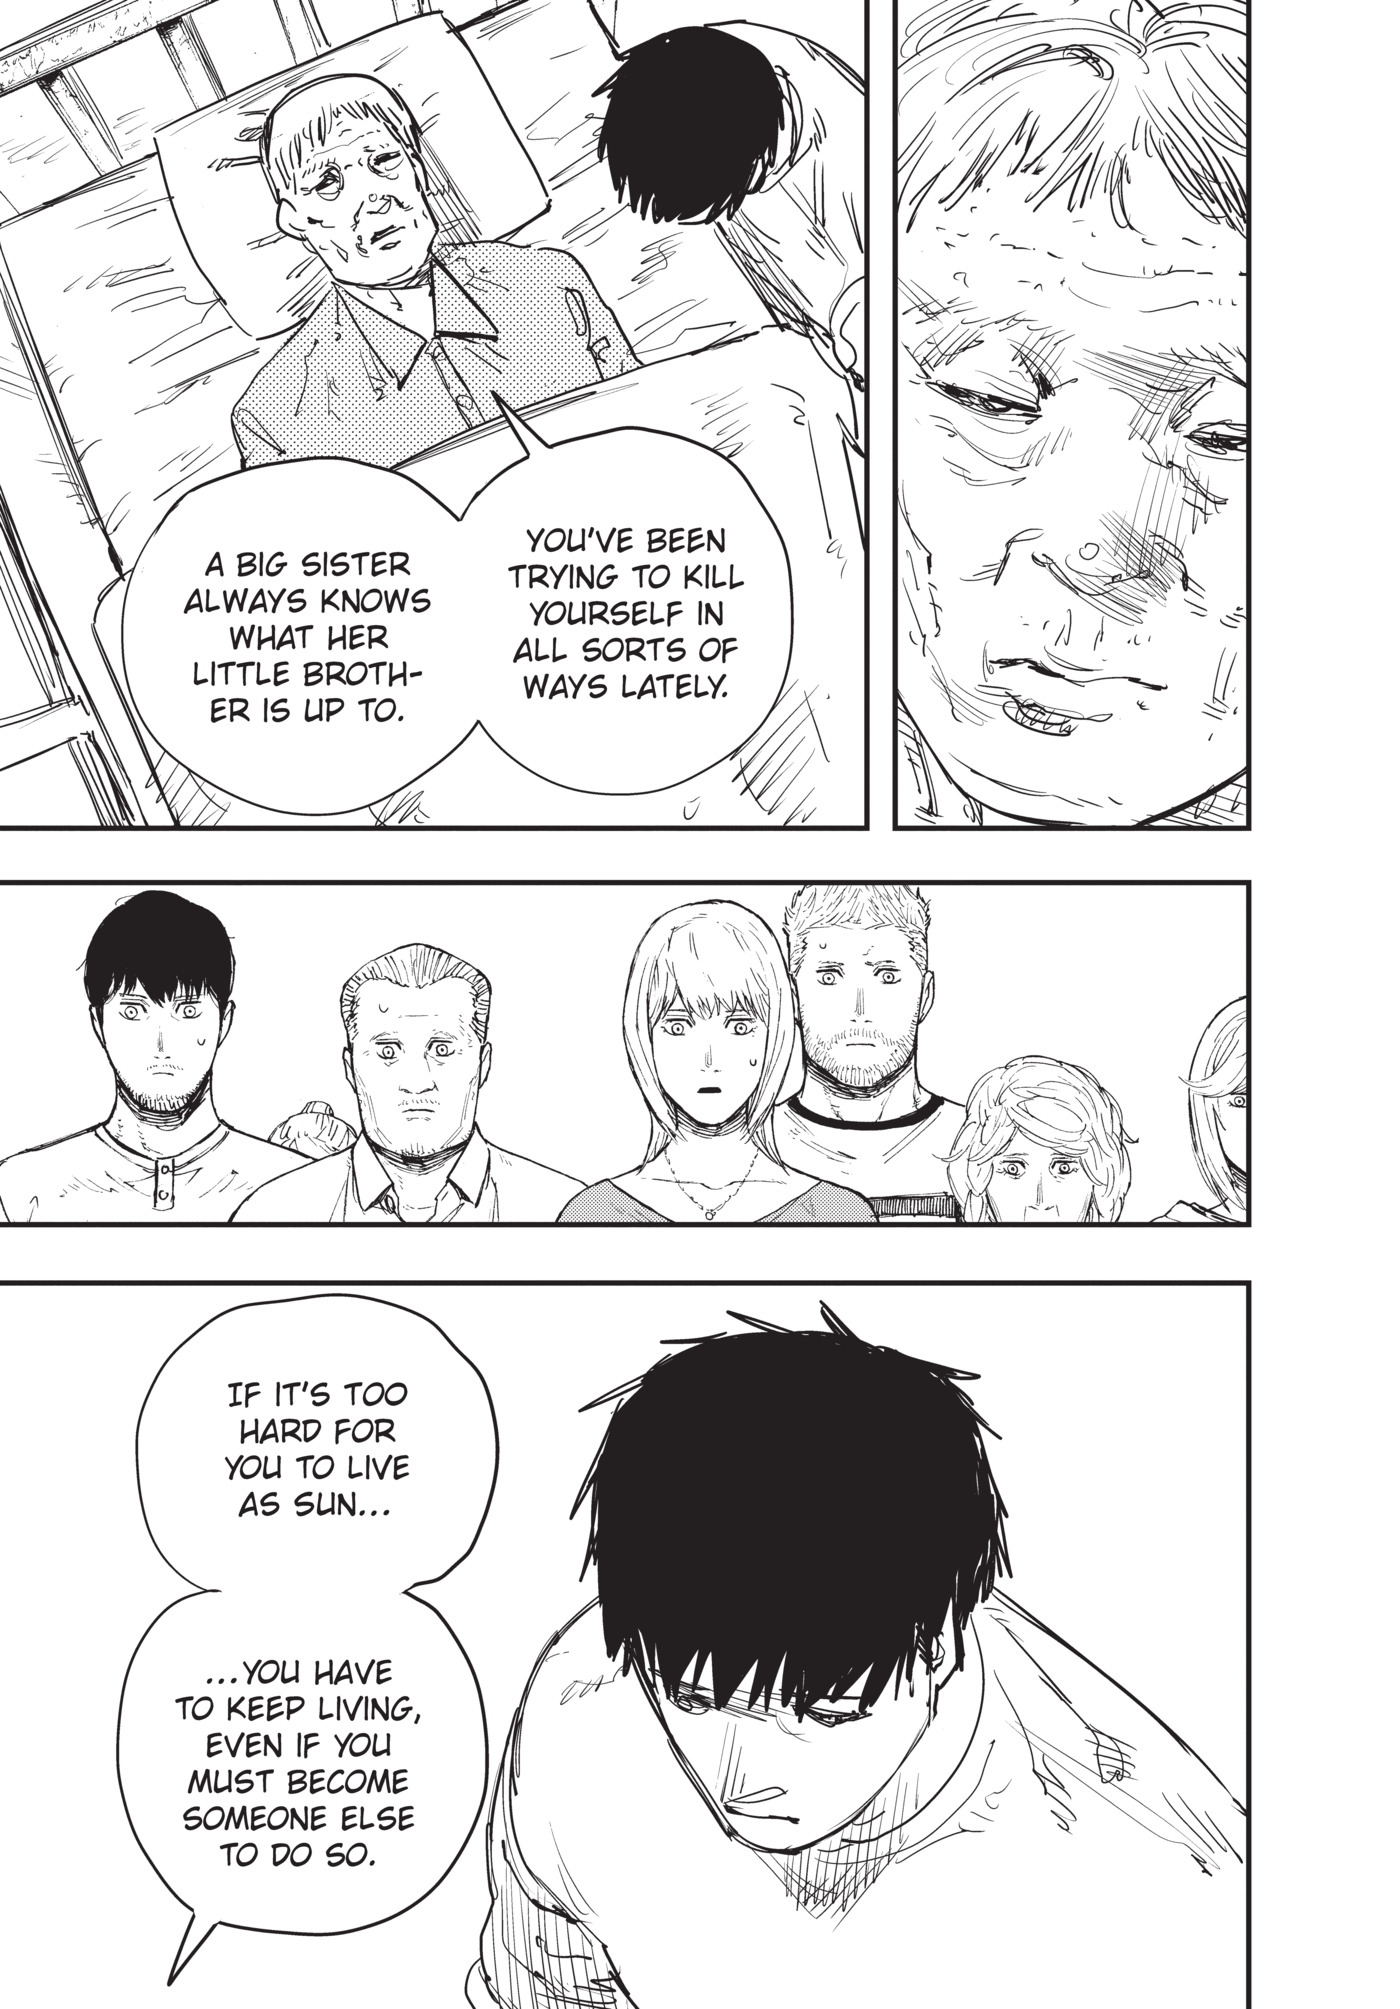 YOU'VE BEEN
TRYING TO KILL
YOURSELF IN
ALL SORTS OF
WAYS LATELY.
A BIG SISTER
ALWAYS KNOWS
WHAT HER
LITTLE BROTH-
ER IS UP TO.
IF IT'S TOO
HARD FOR
YOU TO LIVE
AS SUN...
...YOU HAVE
TO KEEP LIVING,
EVEN IF YOU
MUST BECOME
SOMEONE ELSE
TO DO SO.